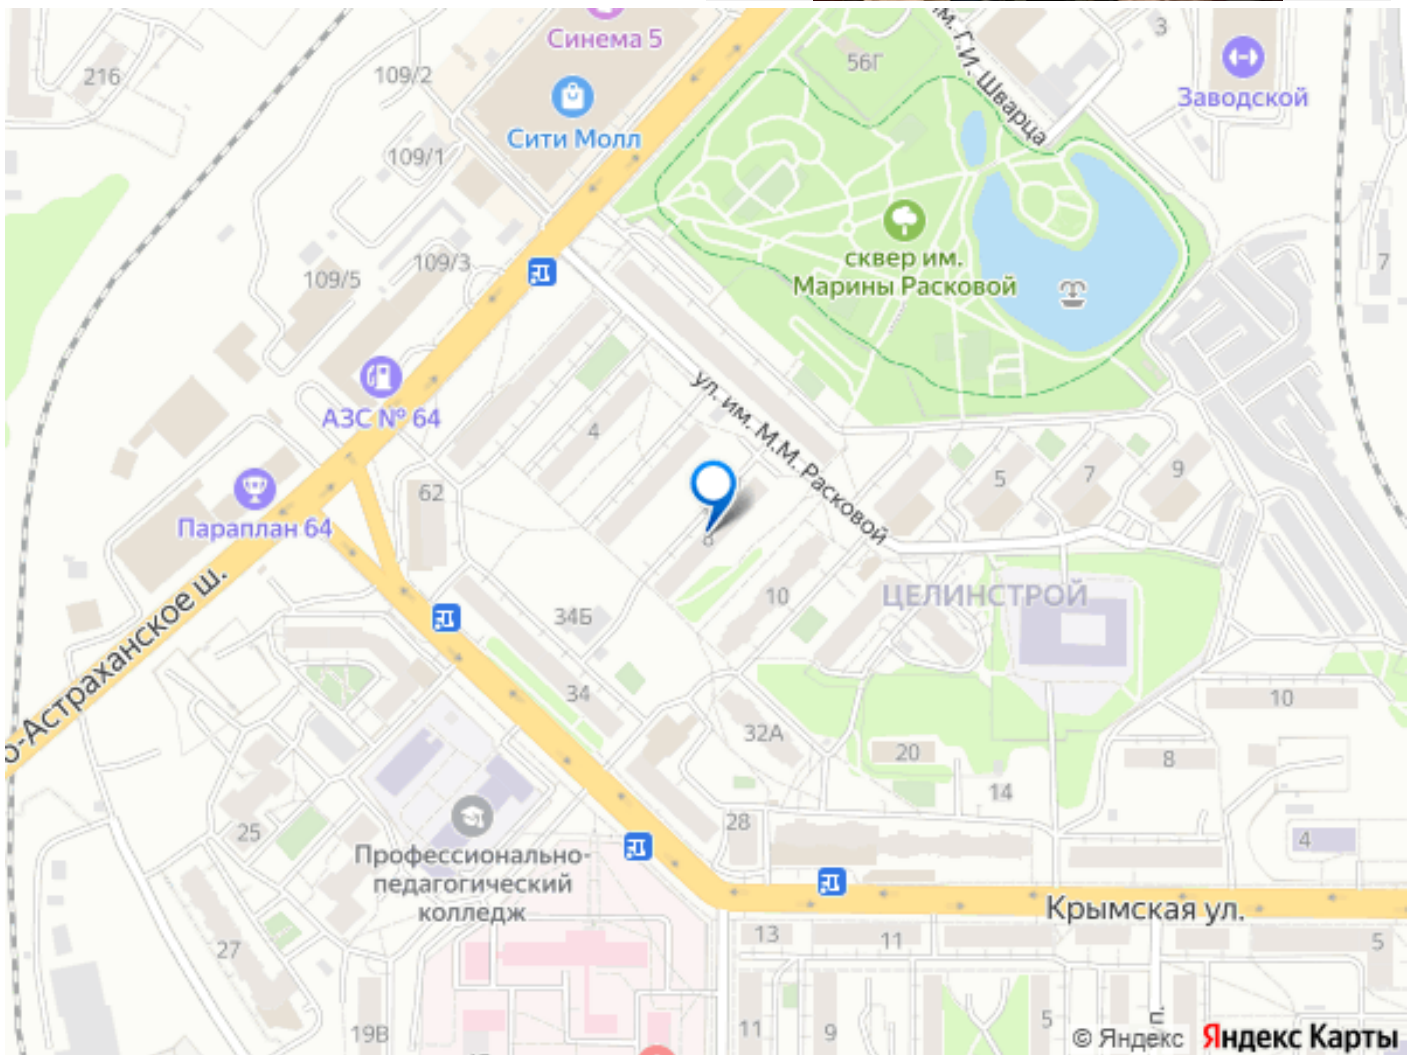 Синема 5
216
109/2
56Г
им. Г.И. Шварца
3
Заводской
Сити Молл
109/1
109/3
109/5
сквер им.
Марины Расковой
7
АЗС № 64
4
ул. им. М.М. Расковой
62
5
7
9
Параплан 64
8
о-Астраханское ш.
34Б
10
ЦЕЛИНСТРОЙ
34
32А
10
20
8
14
25
28
4
Профессионально-
педагогический
колледж
Крымская ул.
27
13
11
5
19В
11
9
5
п.
© Яндекс Яндекс Карты